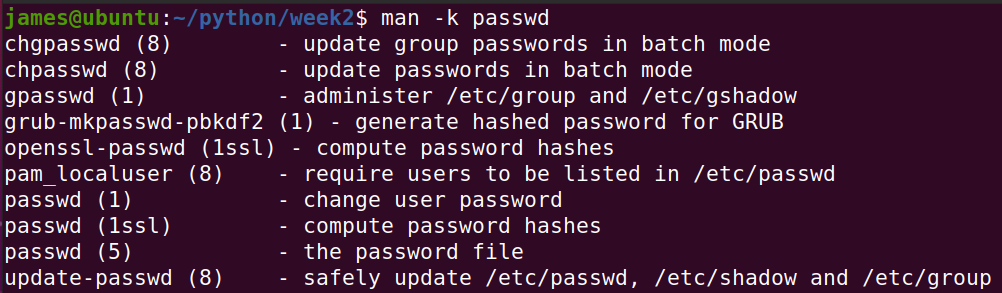 james@ubuntu:~/python/week2$ man -k passwd
chgpasswd (8)        - update group passwords in batch mode
chpasswd (8)         - update passwords in batch mode
gpasswd (1)          - administer /etc/group and /etc/gshadow
grub-mkpasswd-pbkdf2 (1) - generate hashed password for GRUB
openssl-passwd (1ssl) - compute password hashes
pam_localuser (8)    - require users to be listed in /etc/passwd
passwd (1)           - change user password
passwd (1ssl)        - compute password hashes
passwd (5)           - the password file
update-passwd (8)    - safely update /etc/passwd, /etc/shadow and /etc/group